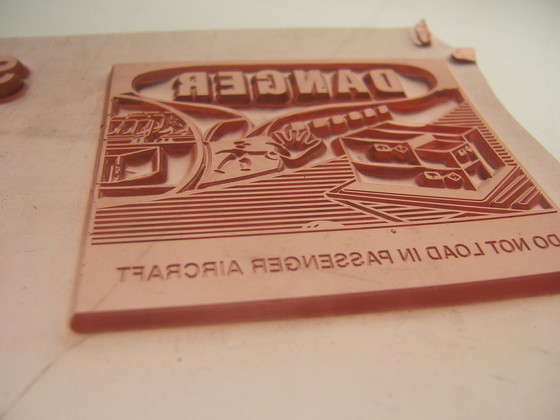 DANGER
DO NOT LOAD IN PASSENGER AIRCRAFT